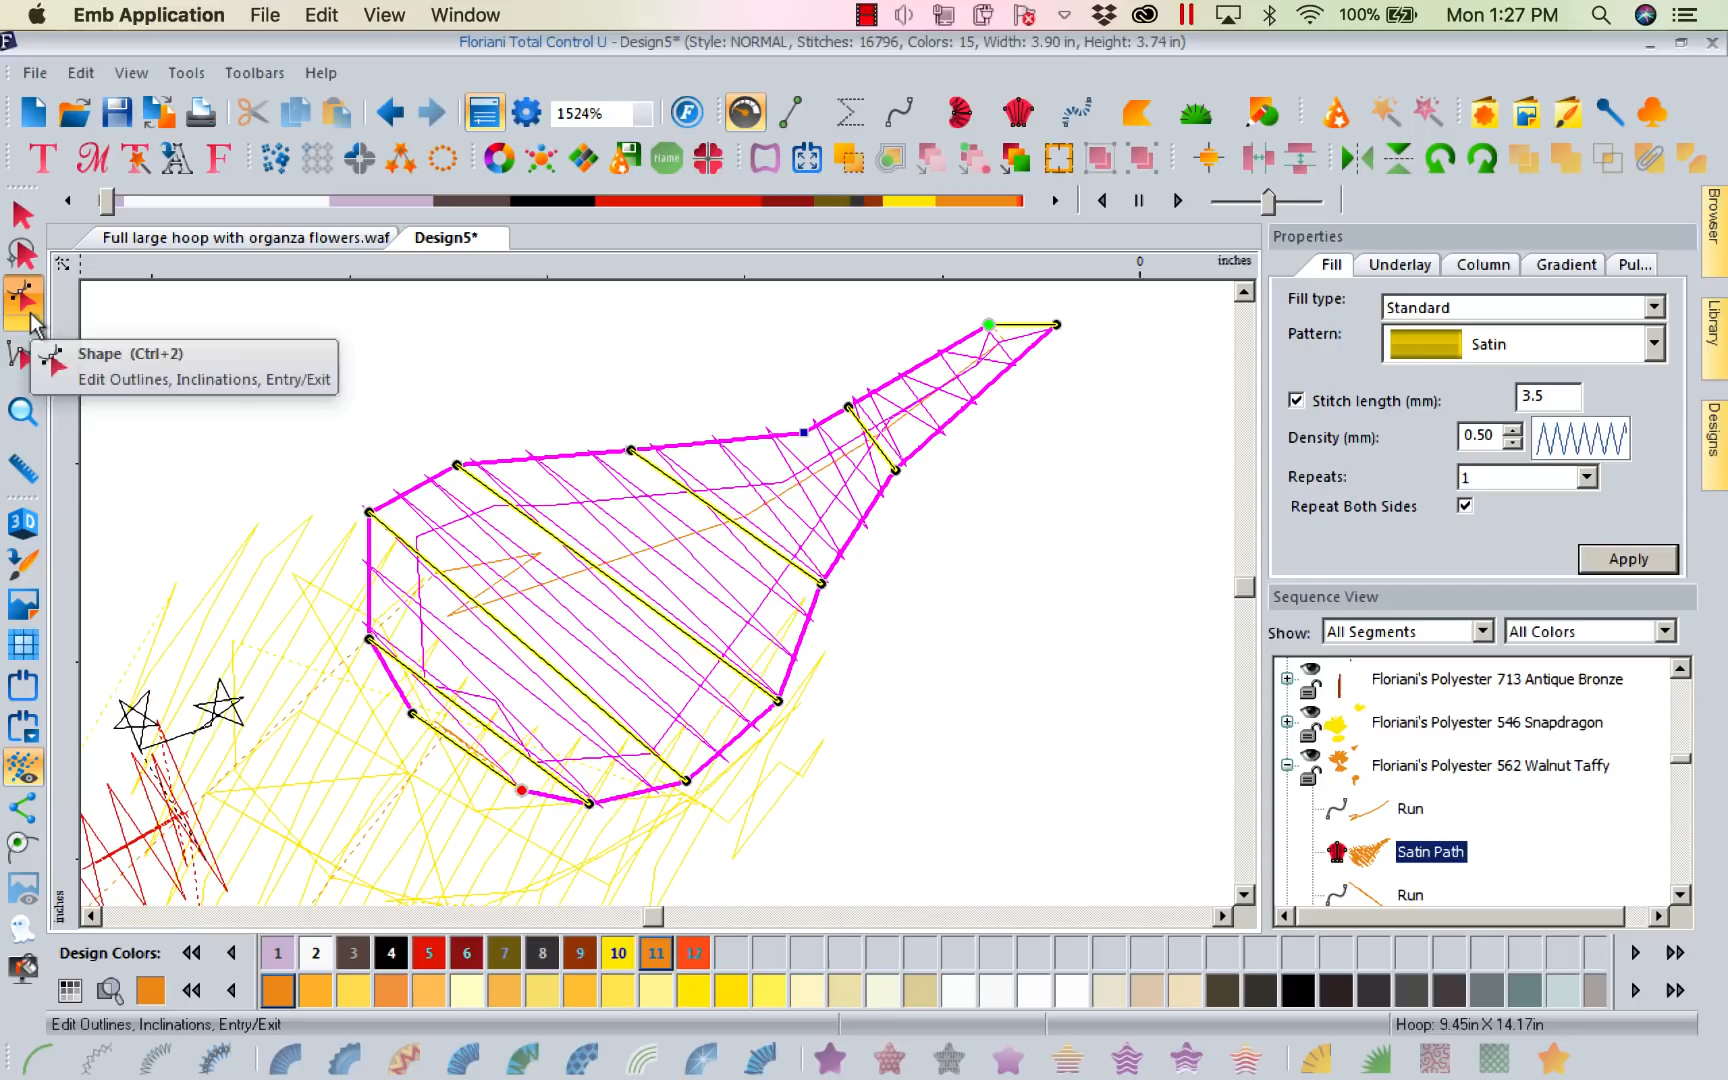 Emb Application File Edit View Window 100% Mon 1:27 PM
Floriani Total Control U - Design5* (Style: NORMAL, Stitches: 16796, Colors: 15, Width: 3.90 in, Height: 3.74 in)
File Edit View Tools Toolbars Help
1524%
Name
Full large hoop with organza flowers.waf Design5*
0 inches
Shape (Ctrl+2)
Edit Outlines, Inclinations, Entry/Exit
3D
inches
Properties
Fill Underlay Column Gradient Pul...
Fill type: Standard
Pattern: Satin
Stitch length (mm): 3.5
Density (mm): 0.50
Repeats: 1
Repeat Both Sides
Apply
Browser
Library
Designs
Sequence View
Show: All Segments All Colors
Floriani's Polyester 713 Antique Bronze
Floriani's Polyester 546 Snapdragon
Floriani's Polyester 562 Walnut Taffy
Run
Satin Path
Run
Design Colors: 1 2 3 4 5 6 7 8 9 10 11 12
Edit Outlines, Inclinations, Entry/Exit
Hoop: 9.45in X 14.17in